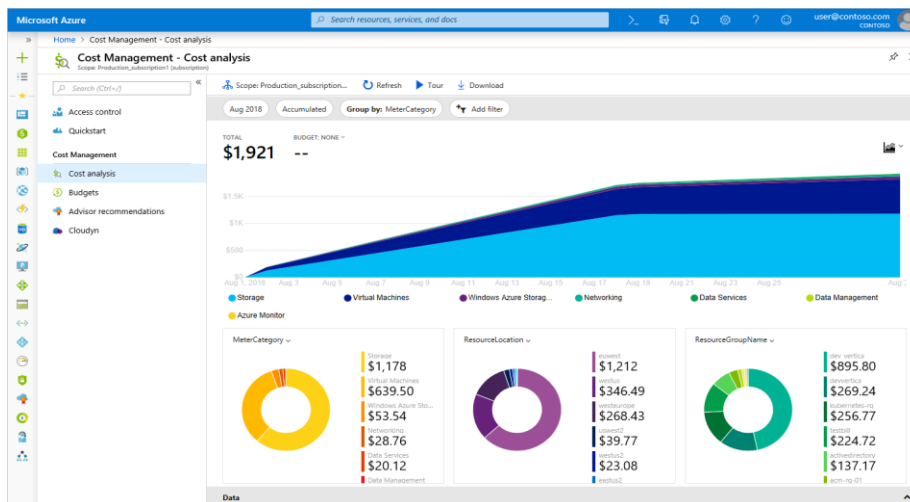 Microsoft Azure
Search resources, services, and docs
user@contoso.com
CONTOSO
Home > Cost Management - Cost analysis
Cost Management - Cost analysis
Scope: Production_subscription1 (subscription)
Search (Ctrl+/)
Access control
Quickstart
Cost Management
Cost analysis
Budgets
Advisor recommendations
Cloudyn
Scope: Production_subscription...
Refresh
Tour
Download
Aug 2018
Accumulated
Group by: MeterCategory
Add filter
TOTAL
$1,921
BUDGET: NONE
--
$1.5K
$1K
$500
$0
Aug 1, 2018
Aug 3
Aug 5
Aug 7
Aug 9
Aug 11
Aug 13
Aug 15
Aug 17
Aug 19
Aug 21
Aug 23
Aug 25
Storage
Virtual Machines
Windows Azure Storag...
Networking
Data Services
Data Management
Azure Monitor
MeterCategory
Storage
$1,178
Virtual Machines
$639.50
Windows Azure Sto...
$53.54
Networking
$28.76
Data Services
$20.12
Data Management
ResourceLocation
euwest
$1,212
westus
$346.49
westeurope
$268.43
uswest2
$39.77
westus2
$23.08
eastus2
ResourceGroupName
dev vertica
$895.80
devvertica
$269.24
kubernetes-rg
$256.77
testbill
$224.72
activedirectory
$137.17
acm-rg-01
Data